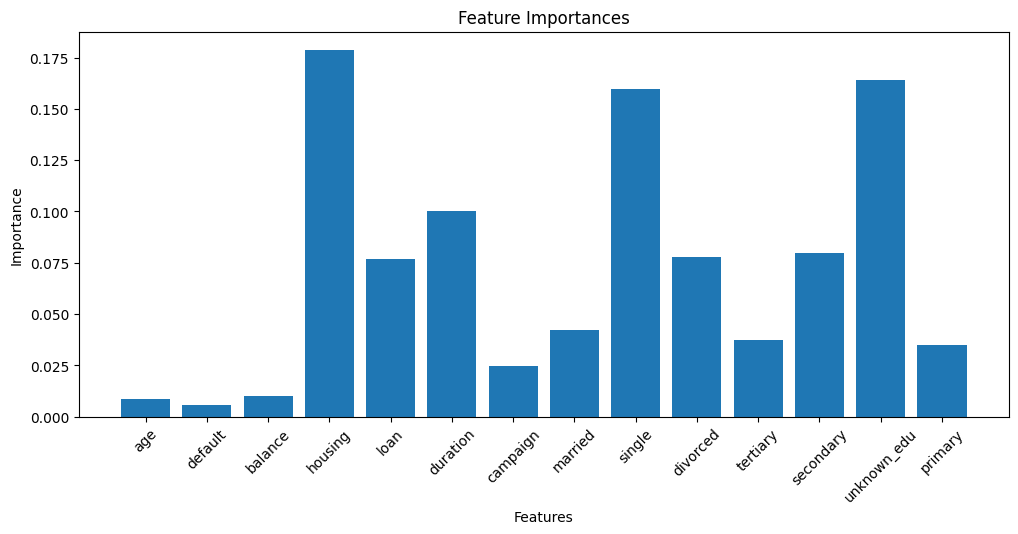 Feature Importances
Importance
0.175
0.150
0.125
0.100
0.075
0.050
0.025
0.000
age
default
balance
housing
loan
duration
campaign
married
single
divorced
tertiary
secondary
unknown_edu
primary
Features